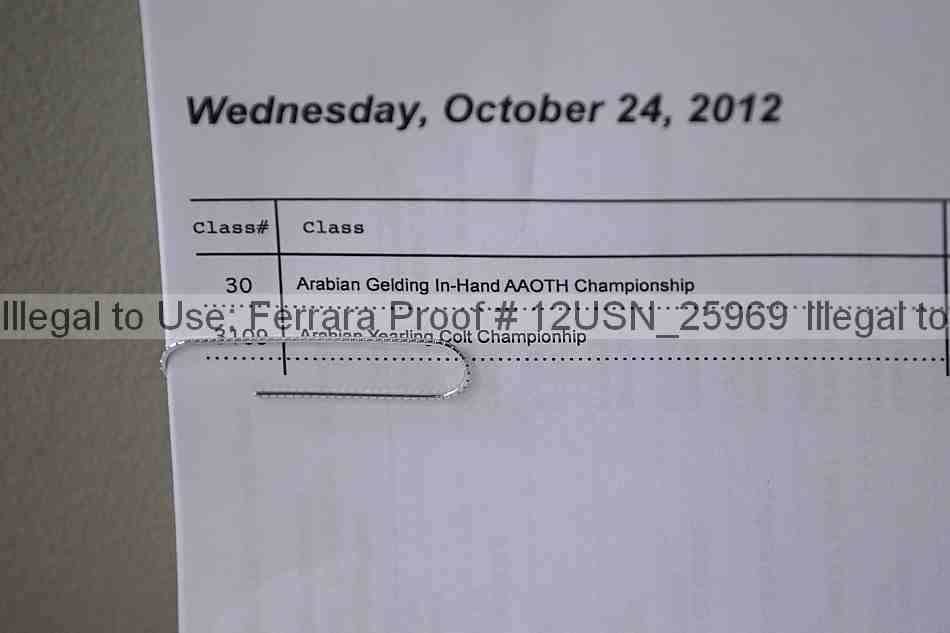 Wednesday, October 24, 2012
Class# Class
30 Arabian Gelding In-Hand AAOTH Championship
Illegal to Use, Ferrara Proof # 12USN_25969 Illegal to
Arabian Yearling Colt Championhip